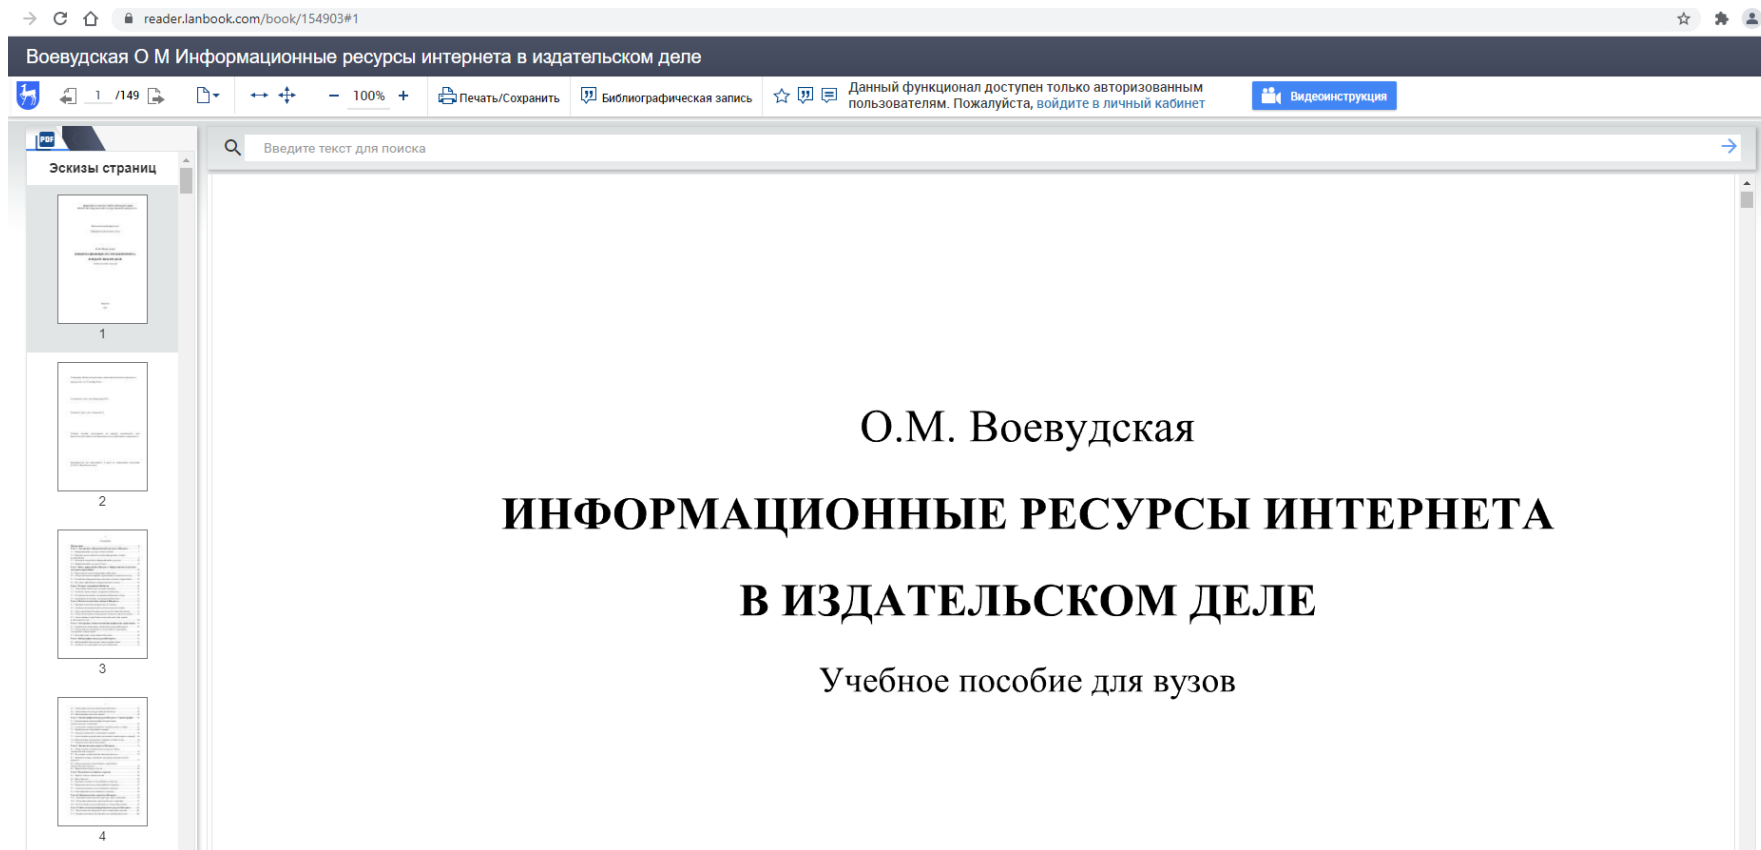 reader.lanbook.com/book/154903#1
Воевудская О М Информационные ресурсы интернета в издательском деле
1 /149
100%
Печать/Сохранить
Библиографическая запись
Данный функционал доступен только авторизованным
пользователям. Пожалуйста, войдите в личный кабинет
Видеоинструкция
PDF
Эскизы страниц
Введите текст для поиска
1
2
3
4
О.М. Воевудская
ИНФОРМАЦИОННЫЕ РЕСУРСЫ ИНТЕРНЕТА
В ИЗДАТЕЛЬСКОМ ДЕЛЕ
Учебное пособие для вузов